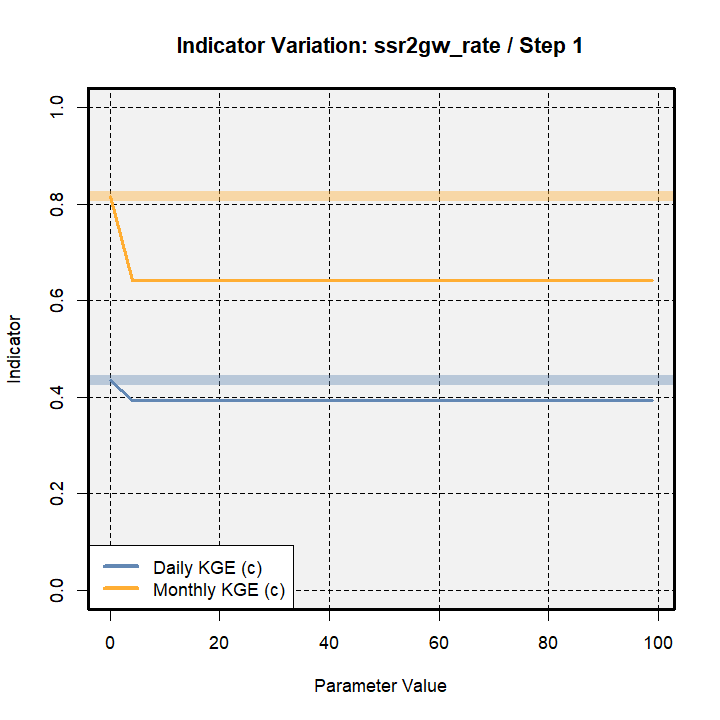 Indicator Variation: ssr2gw_rate / Step 1
Indicator
1.0
0.8
0.6
0.4
0.2
0.0
Daily KGE (c)
Monthly KGE (c)
0 20 40 60 80 100
Parameter Value